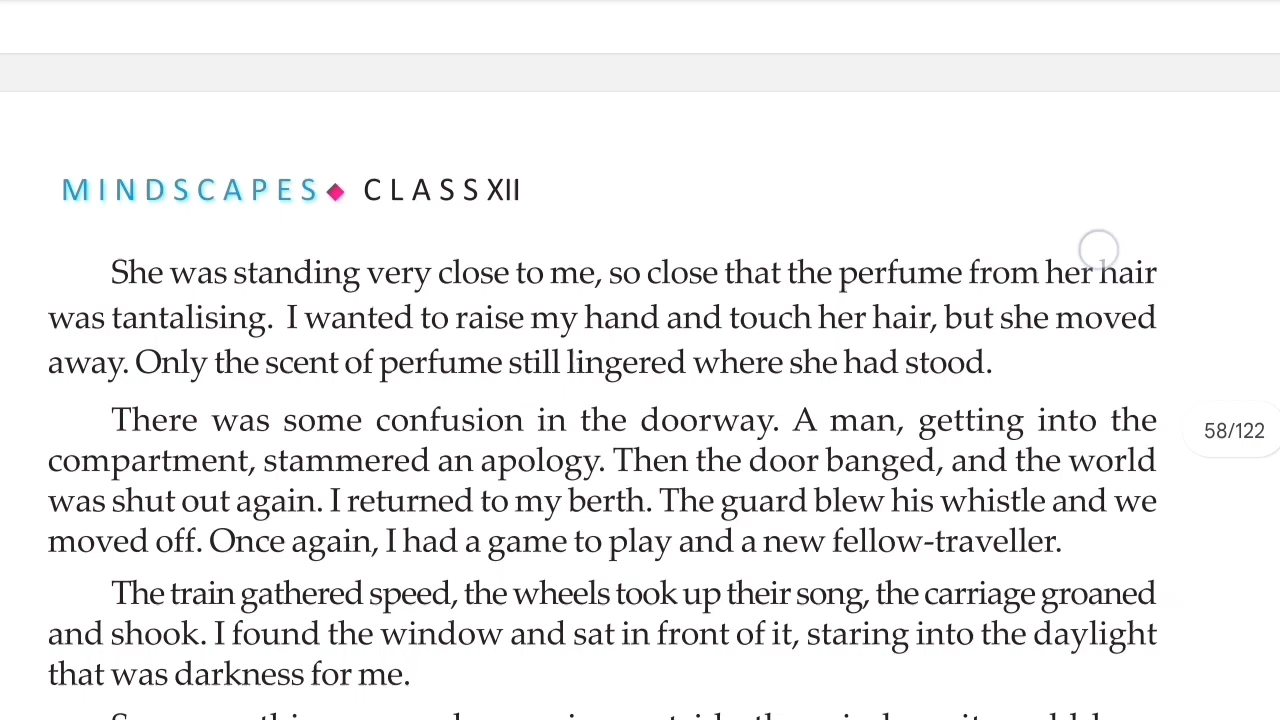 MINDSCAPES◆ CLASS XII
She was standing very close to me, so close that the perfume from her hair
was tantalising. I wanted to raise my hand and touch her hair, but she moved
away. Only the scent of perfume still lingered where she had stood.
There was some confusion in the doorway. A man, getting into the
compartment, stammered an apology. Then the door banged, and the world
58/122
was shut out again. I returned to my berth. The guard blew his whistle and we
moved off. Once again, I had a game to play and a new fellow-traveller.
The train gathered speed, the wheels took up their song, the carriage groaned
and shook. I found the window and sat in front of it, staring into the daylight
that was darkness for me.